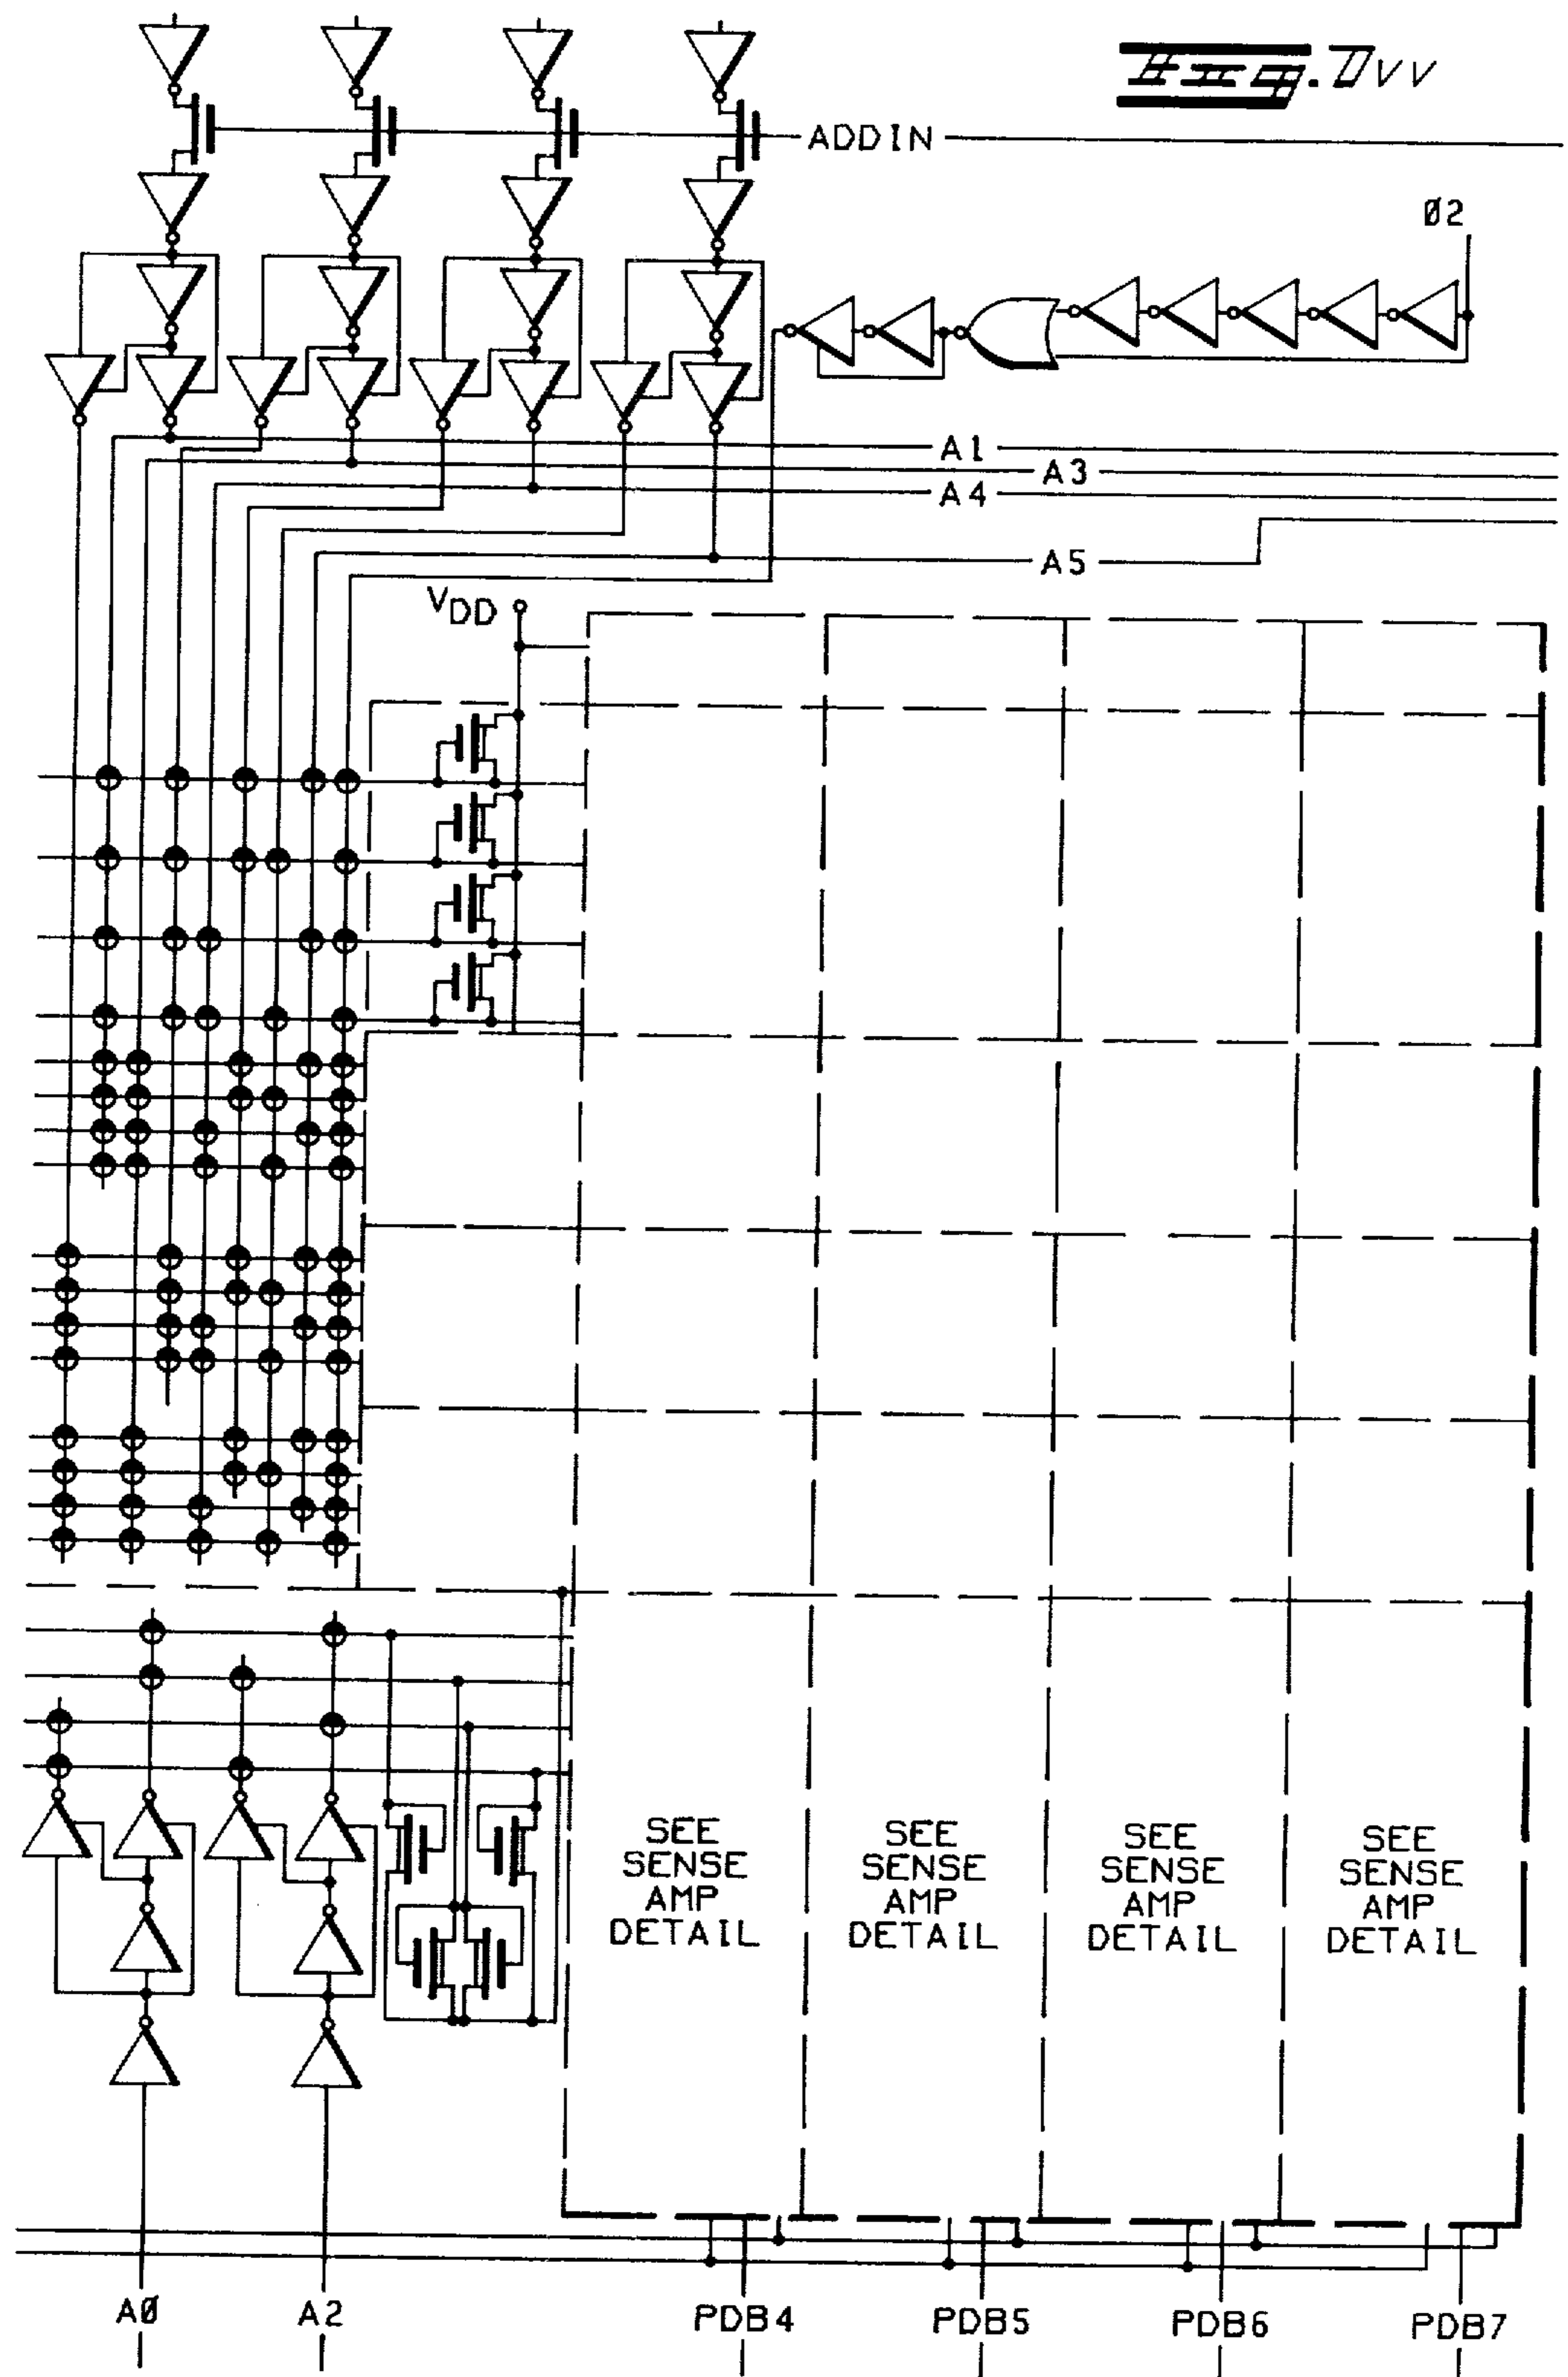 Fig. 7vv
ADDIN
Ø2
A1
A3
A4
A5
VDD
SEE
SENSE
AMP
DETAIL
SEE
SENSE
AMP
DETAIL
SEE
SENSE
AMP
DETAIL
SEE
SENSE
AMP
DETAIL
AØ
A2
PDB4
PDB5
PDB6
PDB7